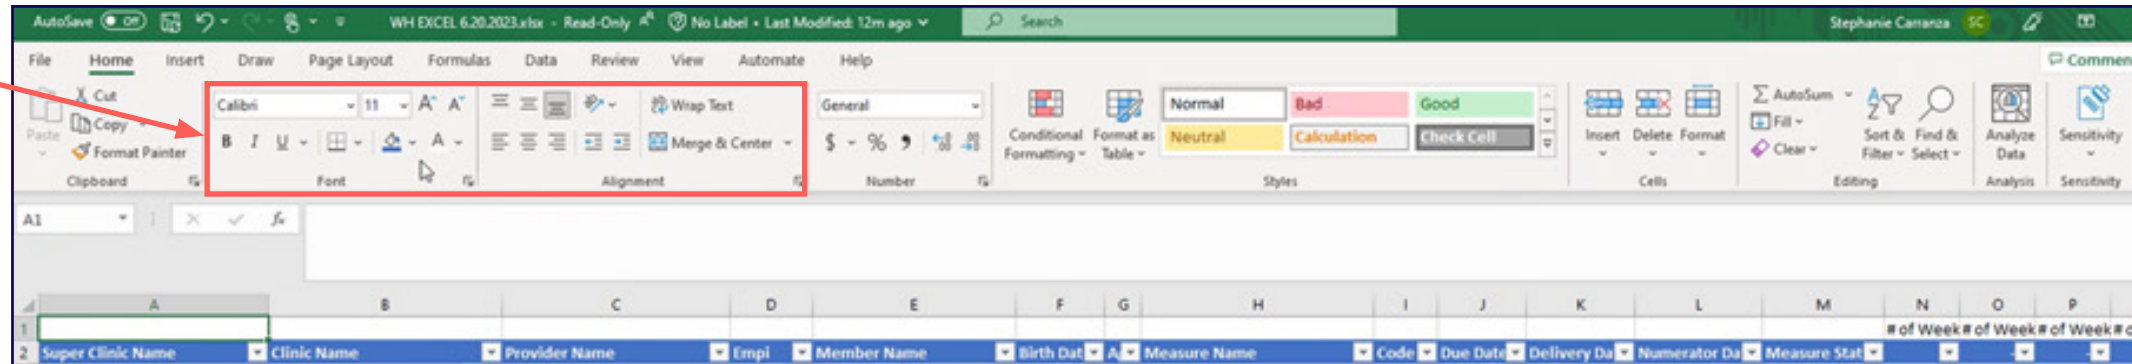 AutoSave Off WH EXCEL 6.20.2023.xlsx - Read-Only No Label • Last Modified: 12m ago Search Stephanie Carranza SC
File Home Insert Draw Page Layout Formulas Data Review View Automate Help Commen
Cut Calibri 11 A A Wrap Text General Normal Bad Good AutoSum
Paste Copy Conditional Formatting Format as Table Insert Delete Format Fill Sort & Filter Find & Select Analyze Data Sensitivity
Format Painter B I U A Merge & Center $ % , Neutral Calculation Check Cell Clear
Clipboard Font Alignment Number Styles Cells Editing Analysis Sensitivity
A1 fx
A B C D E F G H I J K L M N O P
1 # of Week # of Week # of Week # o
2 Super Clinic Name Clinic Name Provider Name Empi Member Name Birth Dat A Measure Name Code Due Date Delivery Da Numerator Da Measure Stat